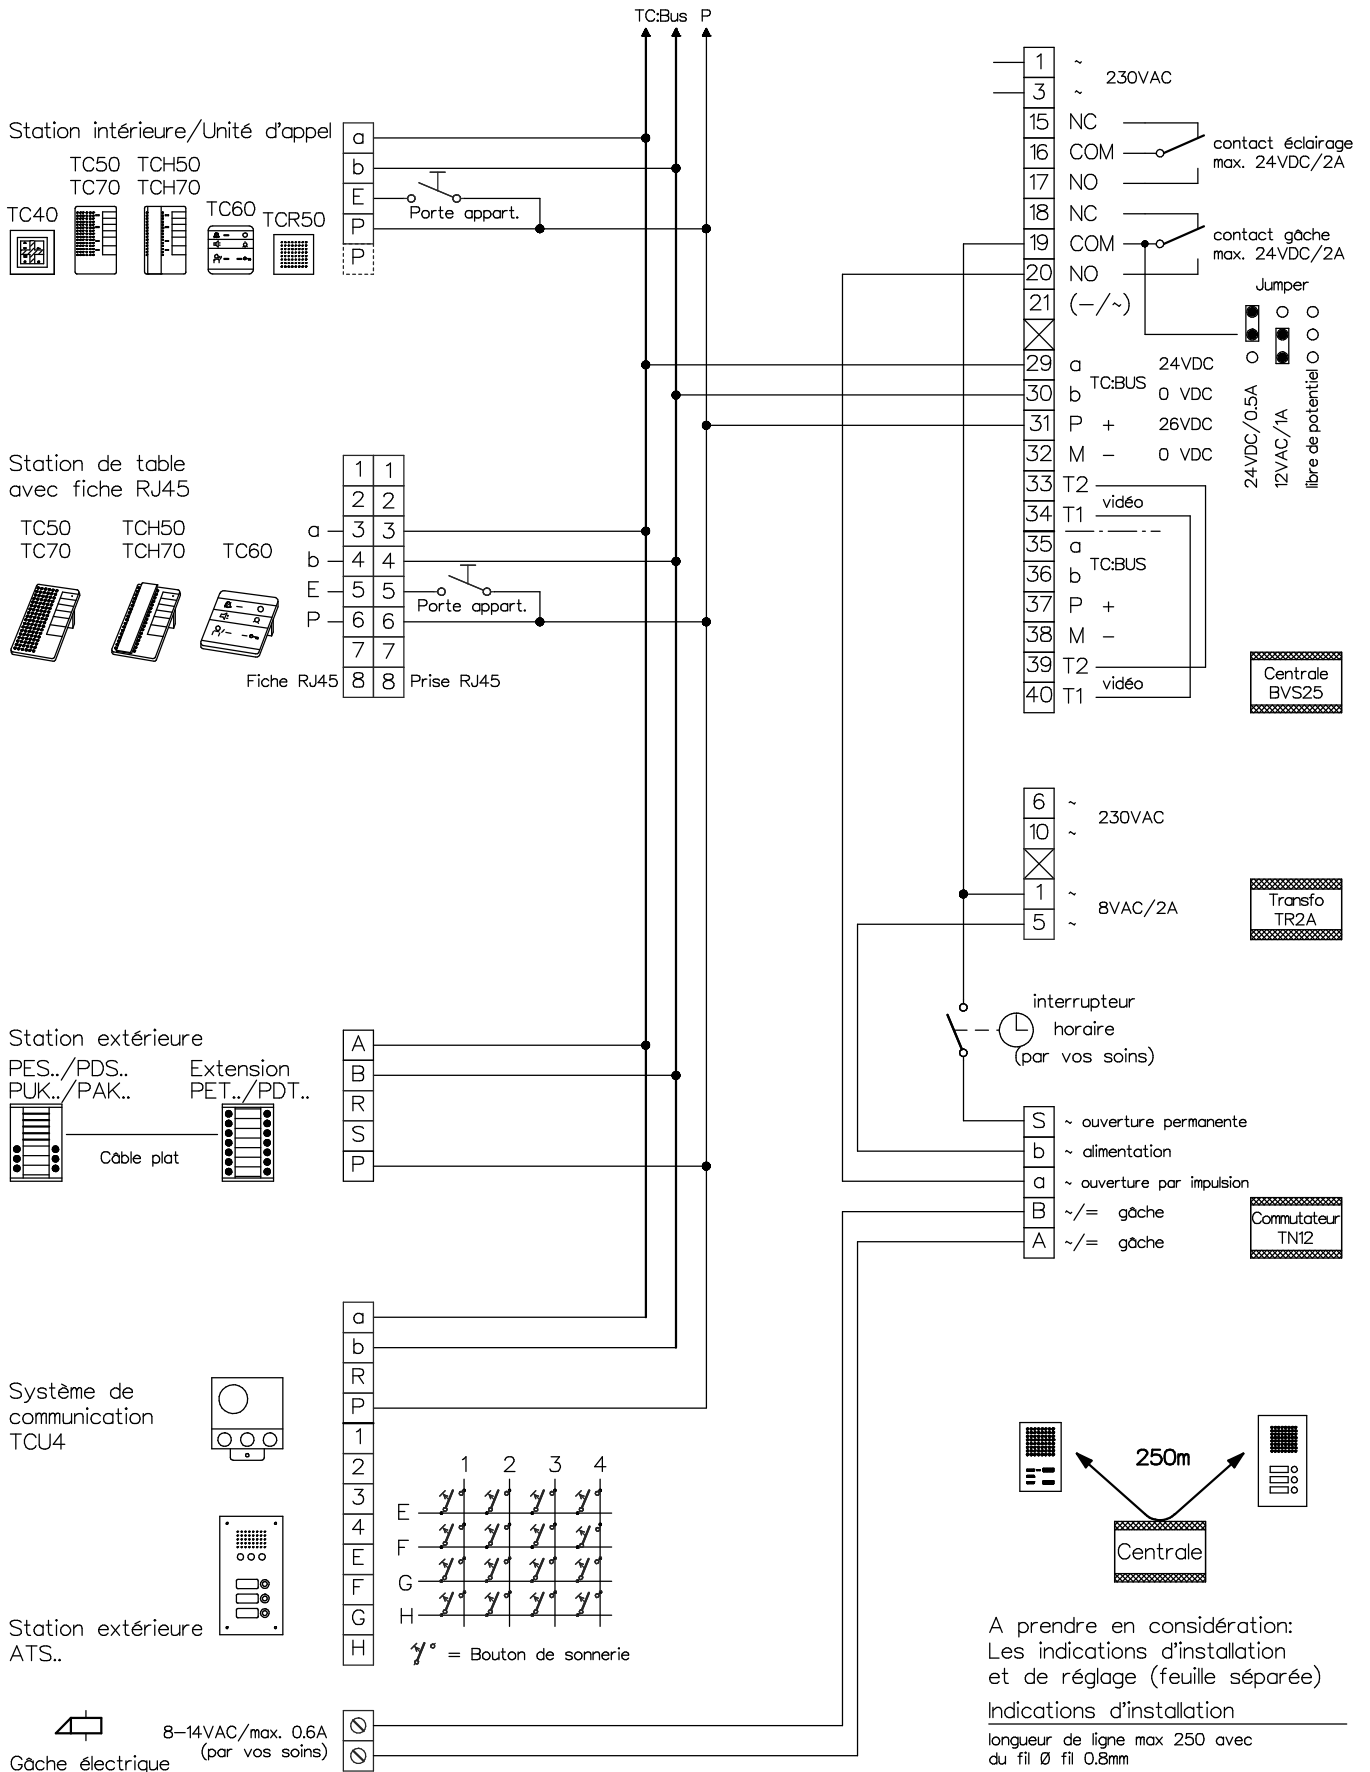 TC:Bus P
Station intérieure/Unité d'appel
TC50 TCH50
TC70 TCH70
TC40
TC60
TCR50
a
b
E
P
P
Porte appart.
1 ~
3 ~
230VAC
15 NC
16 COM
17 NO
contact éclairage
max. 24VDC/2A
18 NC
19 COM
20 NO
contact gâche
max. 24VDC/2A
21 (-/~)
Jumper
24VDC/0.5A
12VAC/1A
libre de potentiel
29 a 24VDC
30 b 0 VDC
TC:BUS
31 P + 26VDC
32 M - 0 VDC
33 T2
vidéo
34 T1
35 a
36 b
TC:BUS
37 P +
38 M -
39 T2
vidéo
40 T1
Centrale
BVS25
Station de table
avec fiche RJ45
TC50 TCH50
TC70 TCH70 TC60
1 1
2 2
a 3 3
b 4 4
E 5 5
P 6 6
7 7
Fiche RJ45 8 8 Prise RJ45
Porte appart.
6 ~
10 ~
230VAC
1 ~
5 ~
8VAC/2A
Transfo
TR2A
interrupteur
horaire
(par vos soins)
Station extérieure
PES../PDS.. Extension
PUK../PAK.. PET../PDT..
Câble plat
A
B
R
S
P
S ~ ouverture permanente
b ~ alimentation
a ~ ouverture par impulsion
B ~/= gâche
A ~/= gâche
Commutateur
TN12
Système de
communication
TCU4
a
b
R
P
1
2
3
4
E
F
G
H
1 2 3 4
E
F
G
H
= Bouton de sonnerie
Station extérieure
ATS..
250m
Centrale
A prendre en considération:
Les indications d'installation
et de réglage (feuille séparée)
Indications d'installation
longueur de ligne max 250 avec
du fil Ø fil 0.8mm
8-14VAC/max. 0.6A
(par vos soins)
Gâche électrique